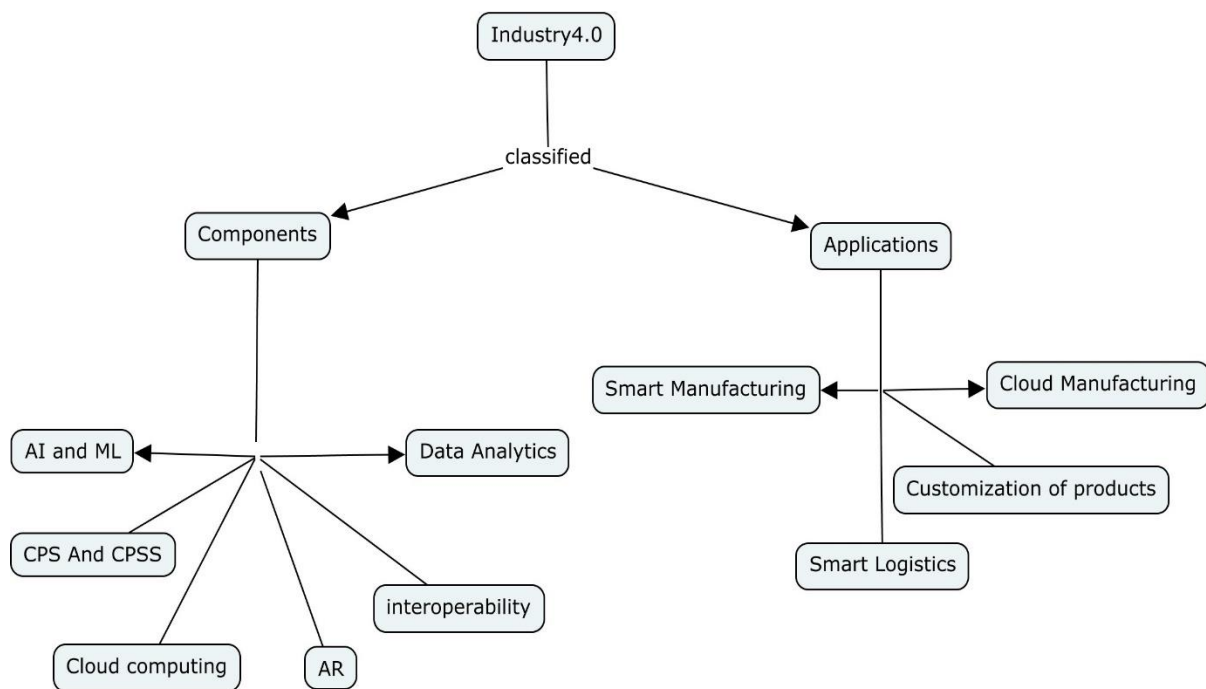 Industry4.0
classified
Components
Applications
Smart Manufacturing
Cloud Manufacturing
AI and ML
Data Analytics
Customization of products
CPS And CPSS
Smart Logistics
interoperability
Cloud computing
AR